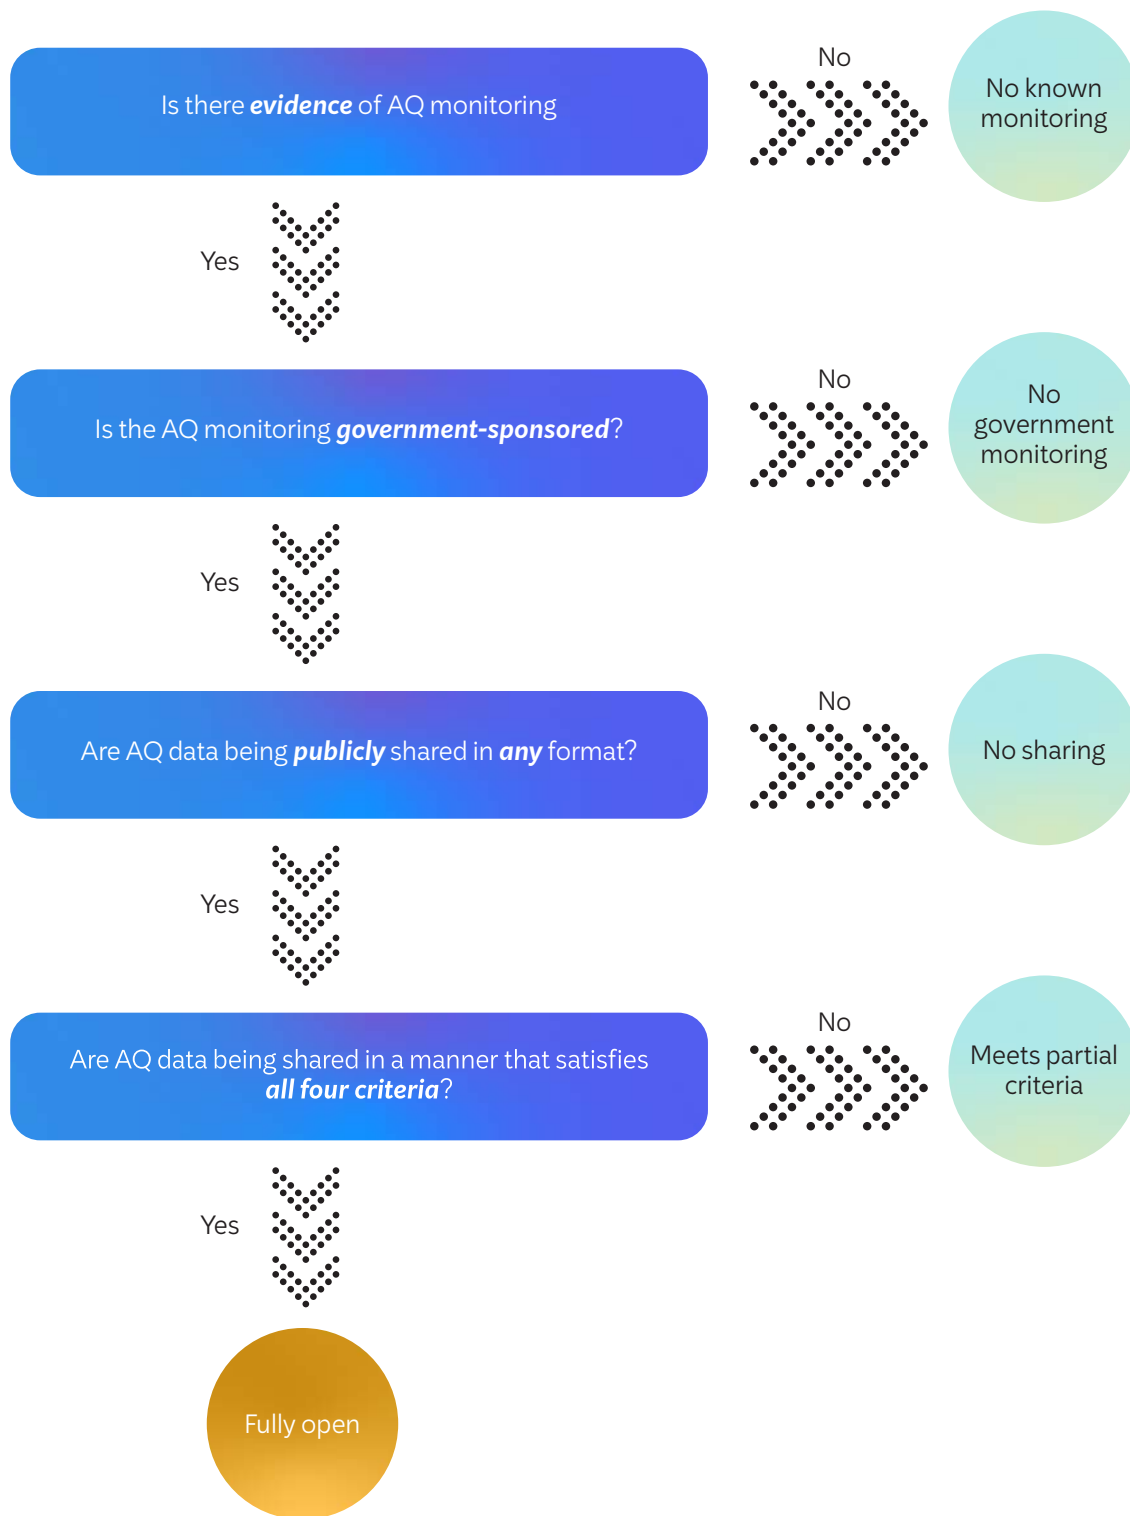 Is there evidence of AQ monitoring
No
No known
monitoring
Yes
Is the AQ monitoring government-sponsored?
No
No
government
monitoring
Yes
Are AQ data being publicly shared in any format?
No
No sharing
Yes
Are AQ data being shared in a manner that satisfies
all four criteria?
No
Meets partial
criteria
Yes
Fully open